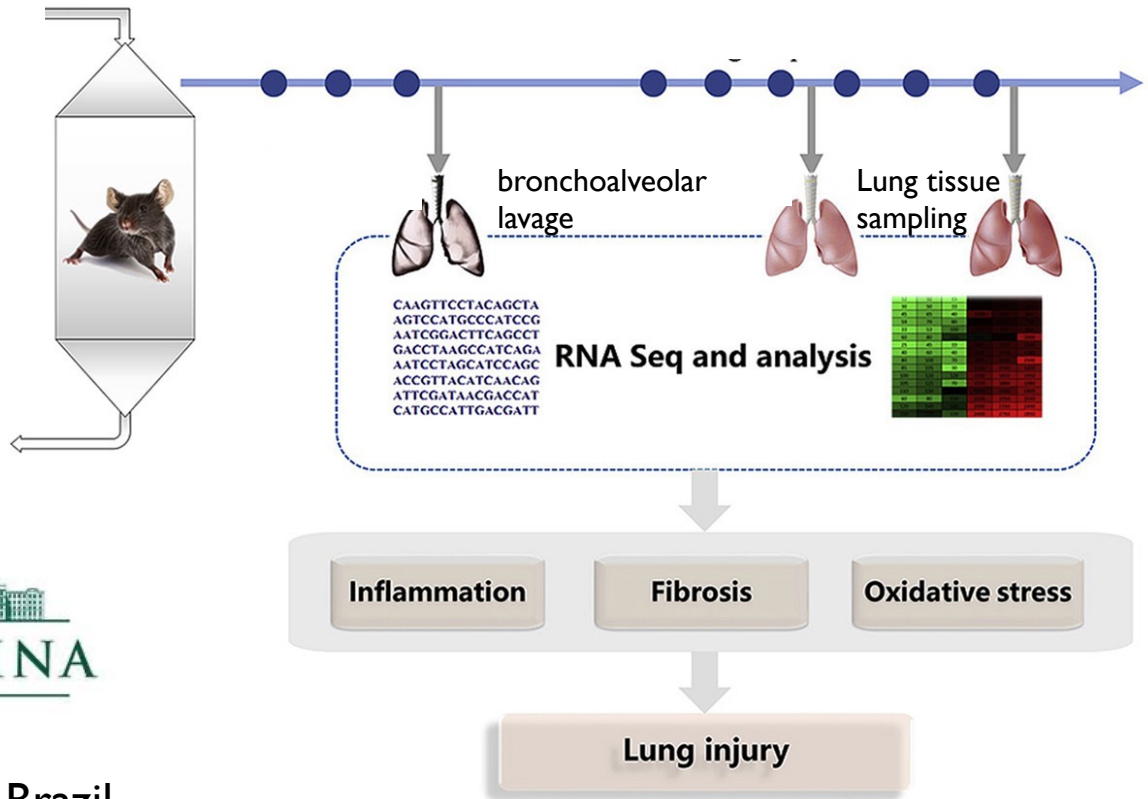 bronchoalveolar
lavage
Lung tissue
sampling
CAAGTTCCTACAGCTA
AGTCCATGCCCATCCG
AATCGGACTTCAGCCT
GACCTAAGCCATCAGA
AATCCTAGCATCCAGC
ACCGTTACATCAACAG
ATTCGATAACGACCAT
CATGCCATTGACGATT
RNA Seq and analysis
Inflammation
Fibrosis
Oxidative stress
Lung injury
Brazil